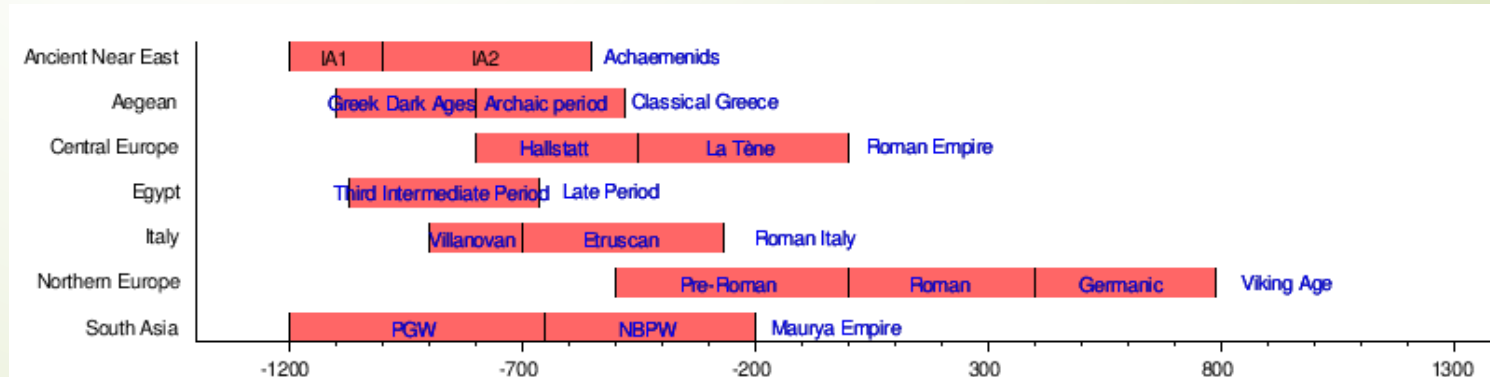 Ancient Near East IA1 IA2 Achaemenids
Aegean Greek Dark Ages Archaic period Classical Greece
Central Europe Hallstatt La Tène Roman Empire
Egypt Third Intermediate Period Late Period
Italy Villanovan Etruscan Roman Italy
Northern Europe Pre-Roman Roman Germanic Viking Age
South Asia PGW NBPW Maurya Empire
-1200 -700 -200 300 800 1300